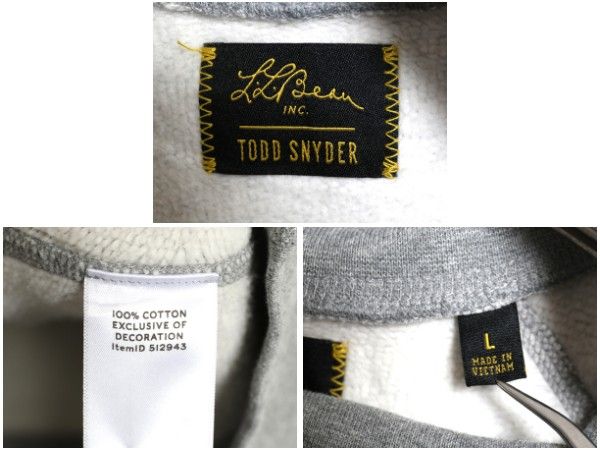 L.L.Bean
INC.
TODD SNYDER
100% COTTON
EXCLUSIVE OF
DECORATION
ItemID 512943
L
MADE IN
VIETNAM